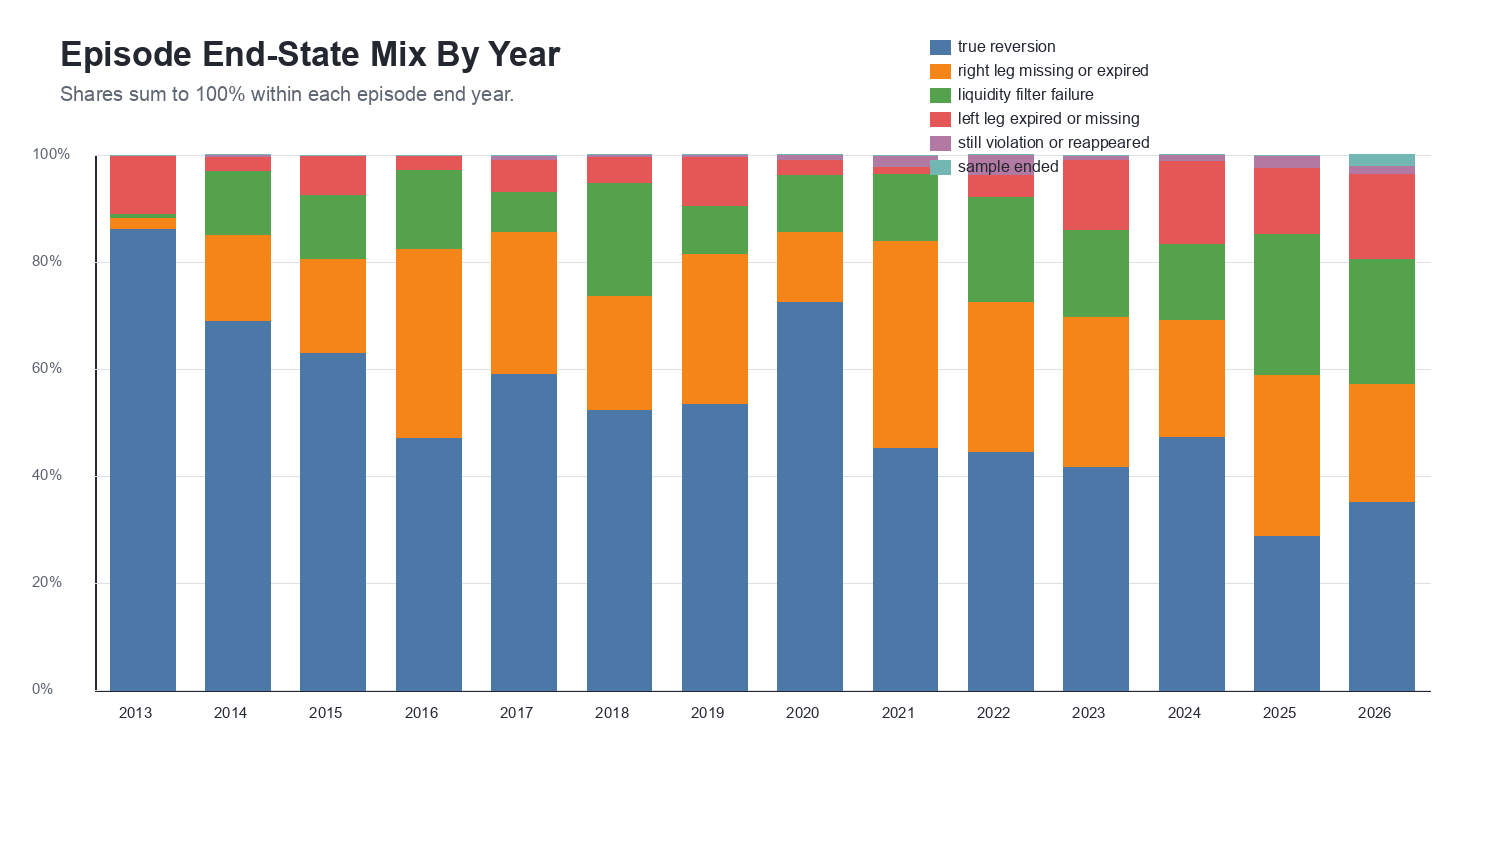 Episode End-State Mix By Year
Shares sum to 100% within each episode end year.
true reversion
right leg missing or expired
liquidity filter failure
left leg expired or missing
still violation or reappeared
sample ended
100%
80%
60%
40%
20%
0%
2013 2014 2015 2016 2017 2018 2019 2020 2021 2022 2023 2024 2025 2026